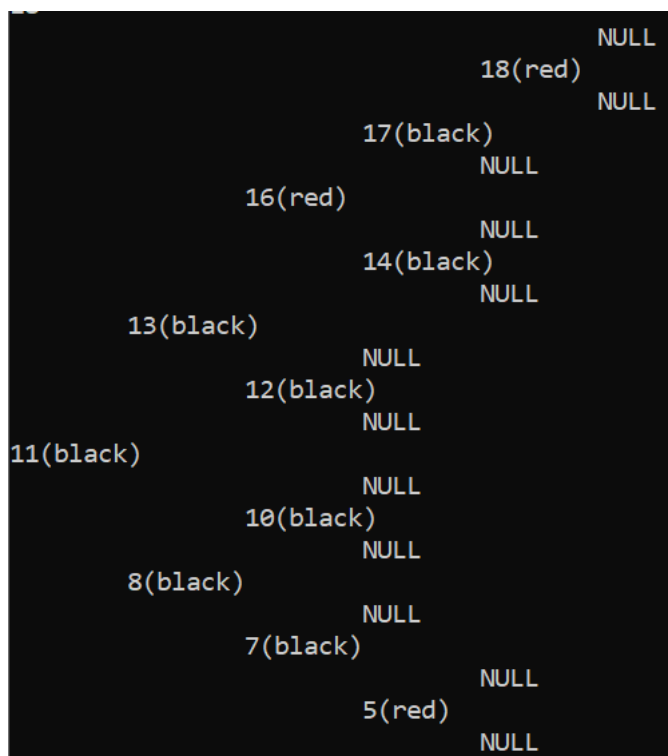 NULL
18(red)
NULL
17(black)
NULL
16(red)
NULL
14(black)
NULL
13(black)
NULL
12(black)
NULL
11(black)
NULL
10(black)
NULL
8(black)
NULL
7(black)
NULL
5(red)
NULL